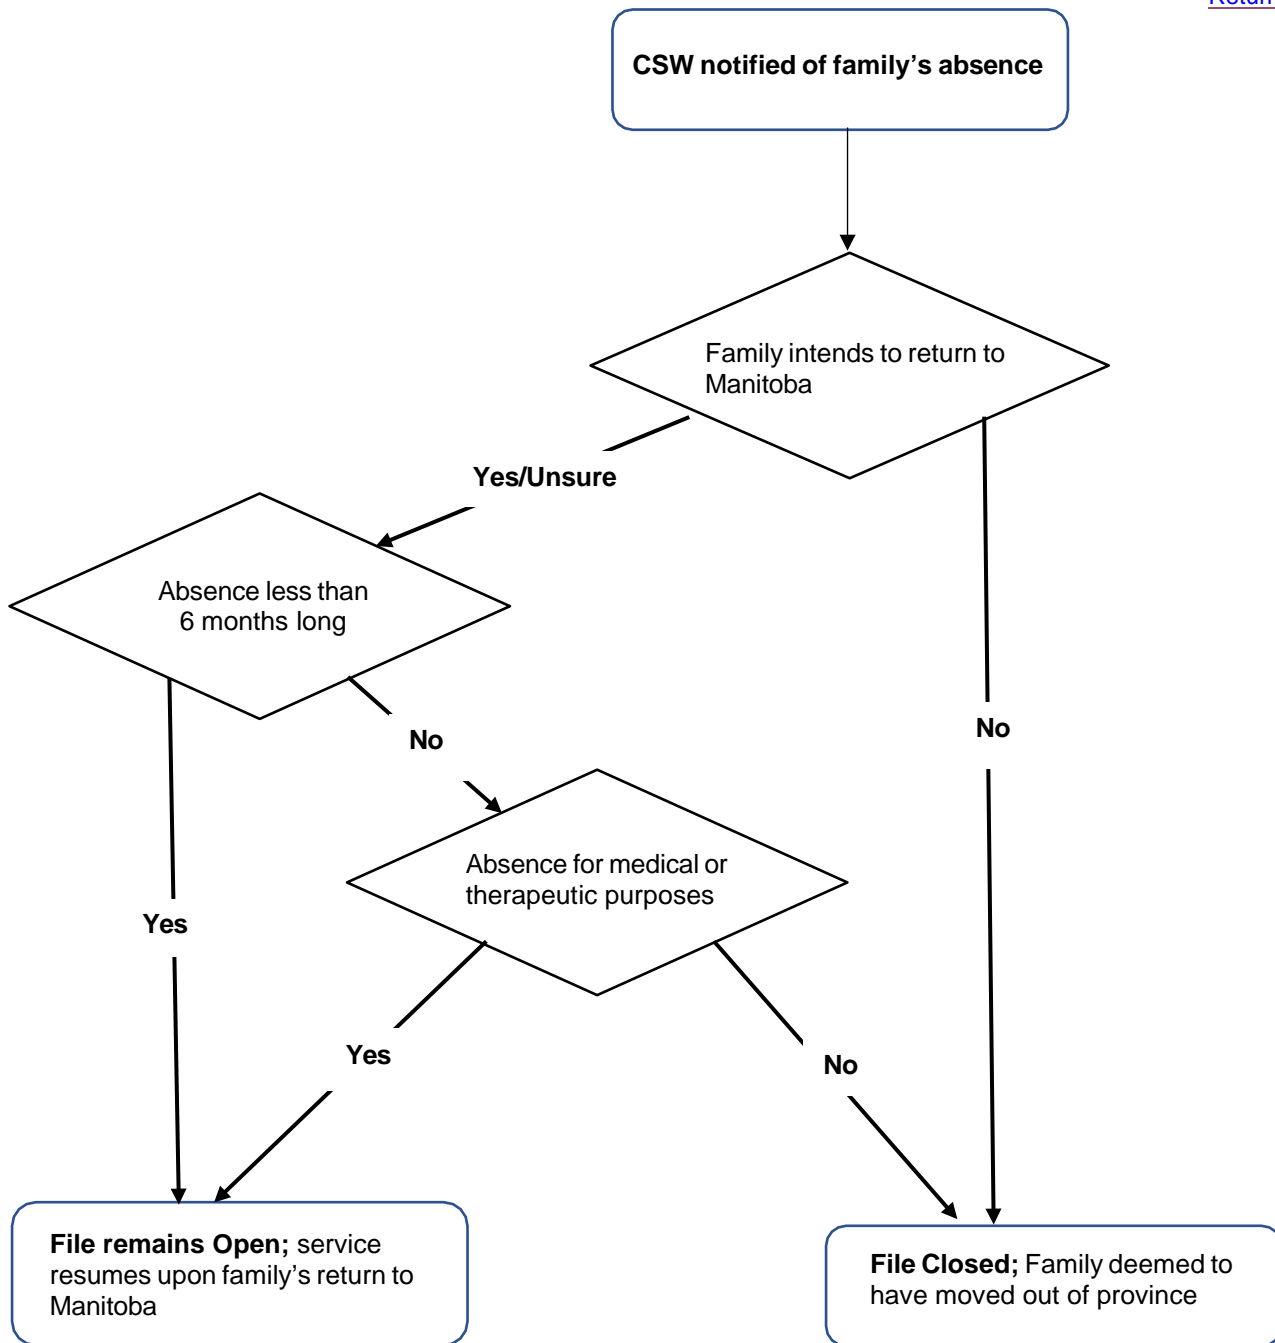 Return
CSW notified of family’s absence
Family intends to return to
Manitoba
Yes/Unsure
Absence less than
6 months long
No
No
Absence for medical or
therapeutic purposes
Yes
Yes
No
File remains Open; service
resumes upon family’s return to
Manitoba
File Closed; Family deemed to
have moved out of province